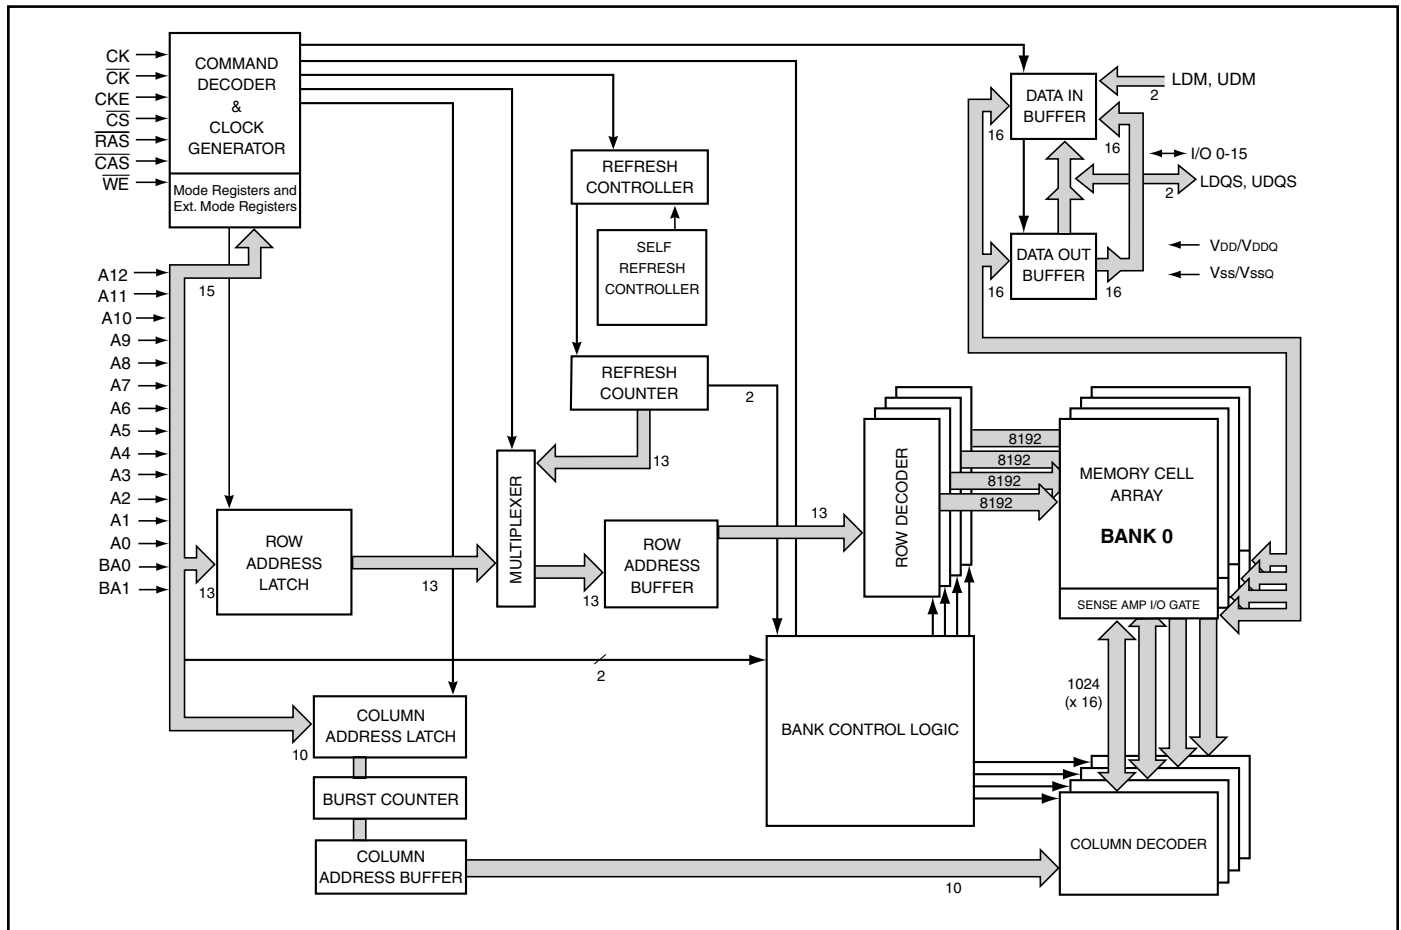 CK
CK
CKE
CS
RAS
CAS
WE
COMMAND
DECODER
&
CLOCK
GENERATOR
Mode Registers and
Ext. Mode Registers
A12
A11
A10
A9
A8
A7
A6
A5
A4
A3
A2
A1
A0
BA0
BA1
15
13
ROW
ADDRESS
LATCH
13
MULTIPLEXER
13
REFRESH
CONTROLLER
SELF
REFRESH
CONTROLLER
REFRESH
COUNTER
2
13
ROW
ADDRESS
BUFFER
13
ROW DECODER
8192
8192
8192
8192
MEMORY CELL
ARRAY
BANK 0
SENSE AMP I/O GATE
DATA IN
BUFFER
LDM, UDM
2
16
16
I/O 0-15
LDQS, UDQS
2
DATA OUT
BUFFER
16
16
VDD/VDDQ
VSS/VSSQ
2
BANK CONTROL LOGIC
1024
(x 16)
COLUMN DECODER
10
COLUMN
ADDRESS LATCH
BURST COUNTER
COLUMN
ADDRESS BUFFER
10